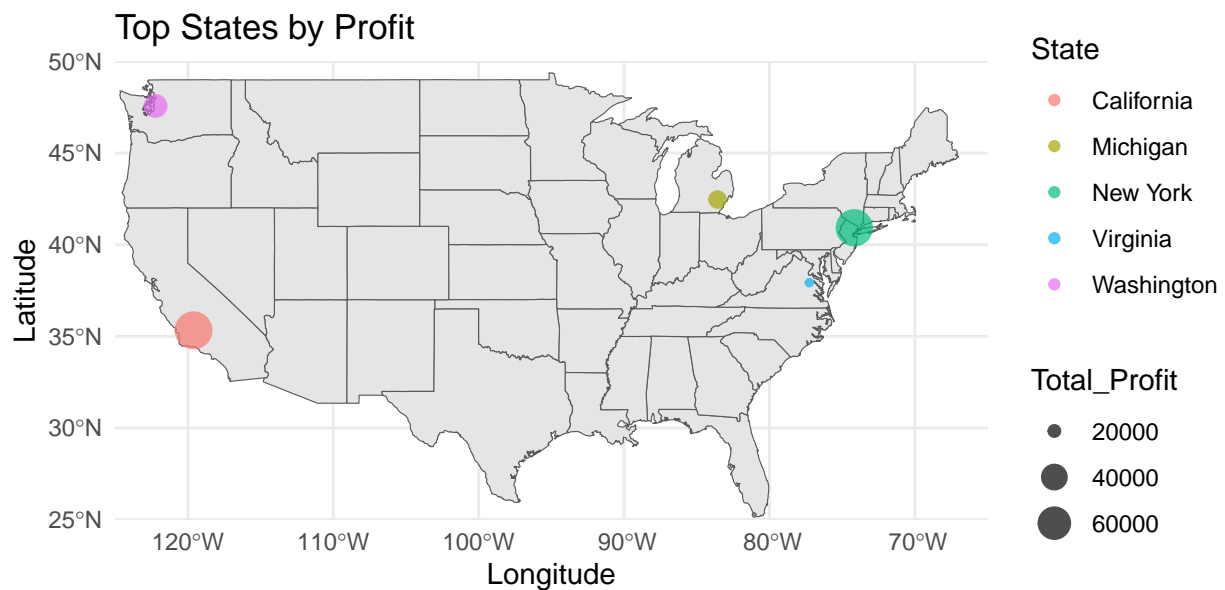 Top States by Profit
50°N
45°N
40°N
35°N
30°N
25°N
Latitude
120°W 110°W 100°W 90°W 80°W 70°W
Longitude
State
California
Michigan
New York
Virginia
Washington
Total_Profit
20000
40000
60000